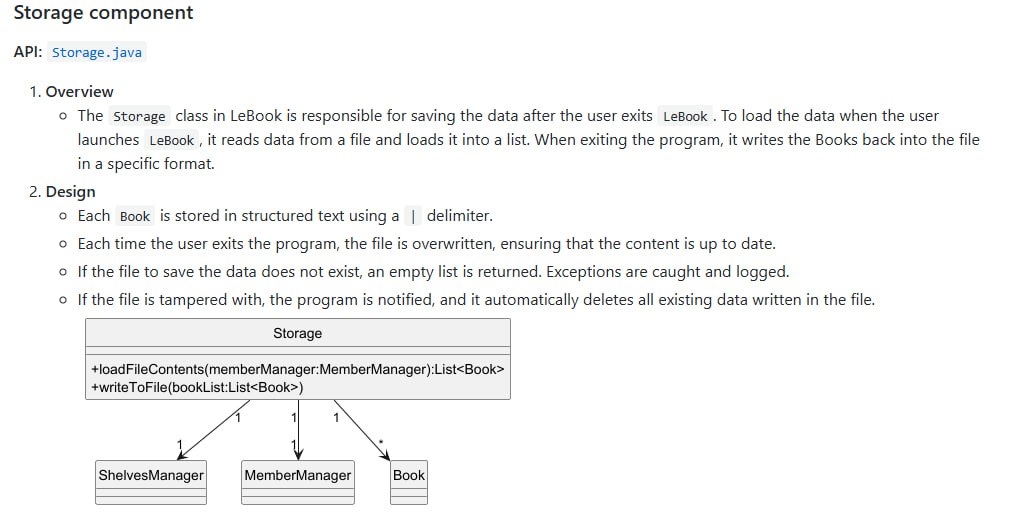 Storage component
API: Storage.java
1. Overview
The Storage class in LeBook is responsible for saving the data after the user exits LeBook . To load the data when the user
launches LeBook , it reads data from a file and loads it into a list. When exiting the program, it writes the Books back into the file
in a specific format.
2. Design
Each Book is stored in structured text using a | delimiter.
Each time the user exits the program, the file is overwritten, ensuring that the content is up to date.
If the file to save the data does not exist, an empty list is returned. Exceptions are caught and logged.
If the file is tampered with, the program is notified, and it automatically deletes all existing data written in the file.
Storage
+loadFileContents(memberManager:MemberManager):List<Book>
+writeToFile(bookList:List<Book>)
1 1 1
1 1 *
ShelvesManager MemberManager Book